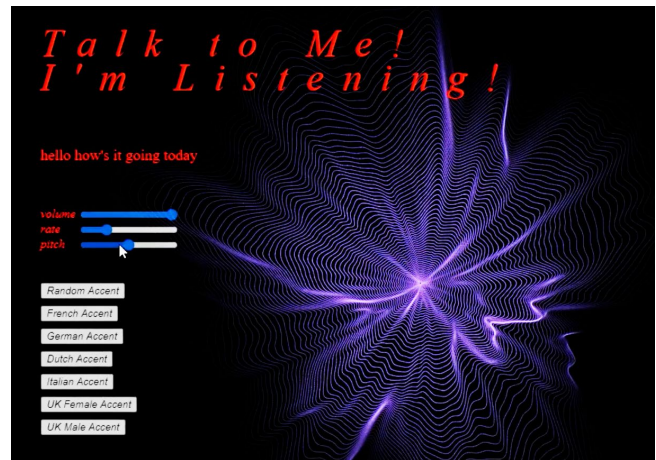 Talk to Me!
I'm Listening!
hello how's it going today
volume
rate
pitch
Random Accent
French Accent
German Accent
Dutch Accent
Italian Accent
UK Female Accent
UK Male Accent